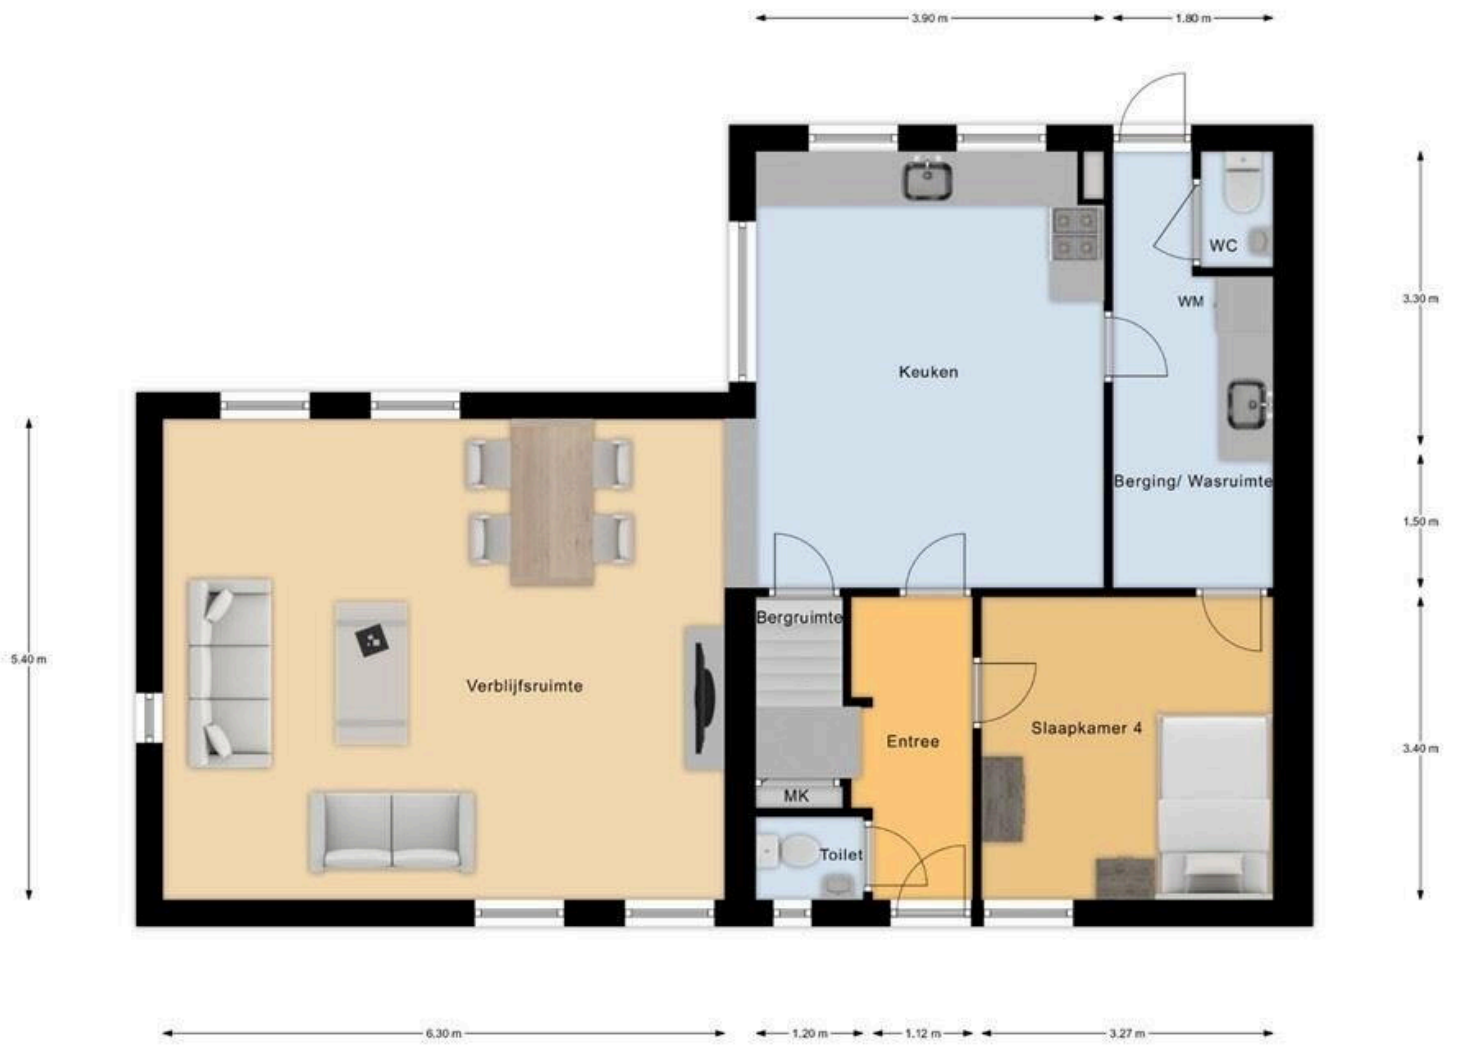 3.90 m
1.80 m
WC
WM
3.30 m
Keuken
Berging/ Wasruimte
1.50 m
Bergruimte
5.40 m
Verblijfsruimte
Slaapkamer 4
Entree
3.40 m
MK
Toilet
6.30 m
1.20 m
1.12 m
3.27 m